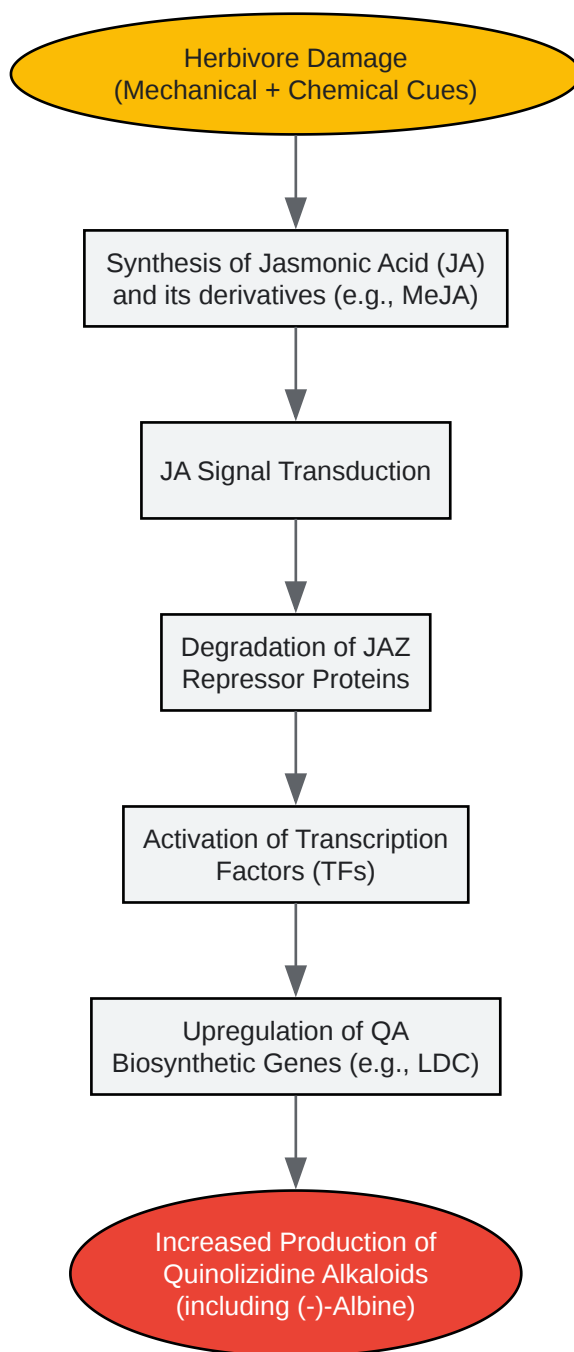 Herbivore Damage
(Mechanical + Chemical Cues)
Synthesis of Jasmonic Acid (JA)
and its derivatives (e.g., MeJA)
JA Signal Transduction
Degradation of JAZ
Repressor Proteins
Activation of Transcription
Factors (TFs)
Upregulation of QA
Biosynthetic Genes (e.g., LDC)
Increased Production of
Quinolizidine Alkaloids
(including (-)-Albine)